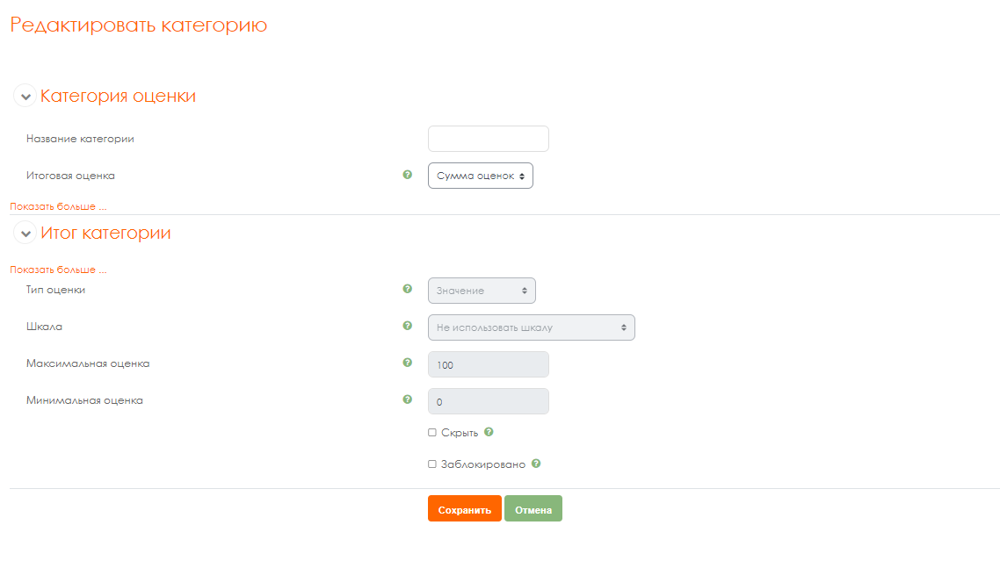 Редактировать категорию
Категория оценки
Название категории
Итоговая оценка
Сумма оценок
Показать больше ...
Итог категории
Показать больше ...
Тип оценки
Значение
Шкала
Не использовать шкалу
Максимальная оценка
100
Минимальная оценка
0
Скрыть
Заблокировано
Сохранить Отмена